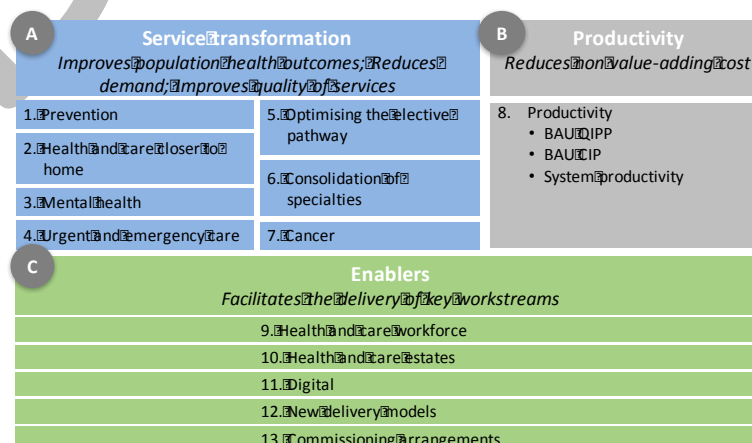 A
Service transformation
Improves population health outcomes; Reduces
demand; Improves quality of services
1. Prevention
2. Health and care closer to
home
3. Mental health
4. Urgent and emergency care
5. Optimising the elective
pathway
6. Consolidation of
specialties
7. Cancer
B
Productivity
Reduces non value-adding cost
8. Productivity
• BAU QIPP
• BAU CIP
• System productivity
C
Enablers
Facilitates the delivery of key workstreams
9. Health and care workforce
10. Health and care estates
11. Digital
12. New delivery models
13. Commissioning arrangements